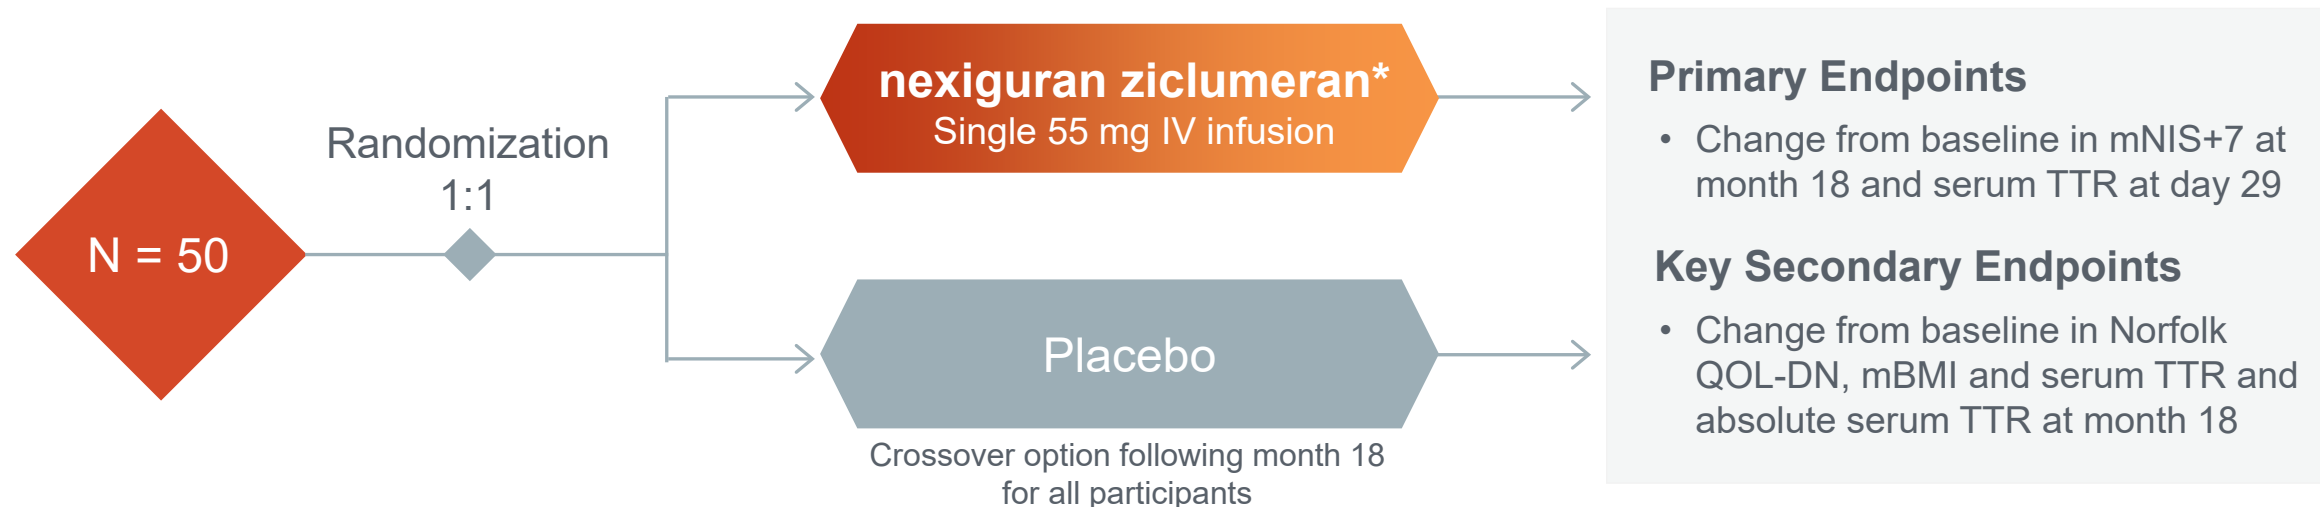 N = 50
Randomization
1:1
nexiguran ziclumeran*
Single 55 mg IV infusion
Placebo
Crossover option following month 18
for all participants
Primary Endpoints
• Change from baseline in mNIS+7 at
month 18 and serum TTR at day 29
Key Secondary Endpoints
• Change from baseline in Norfolk
QOL-DN, mBMI and serum TTR and
absolute serum TTR at month 18